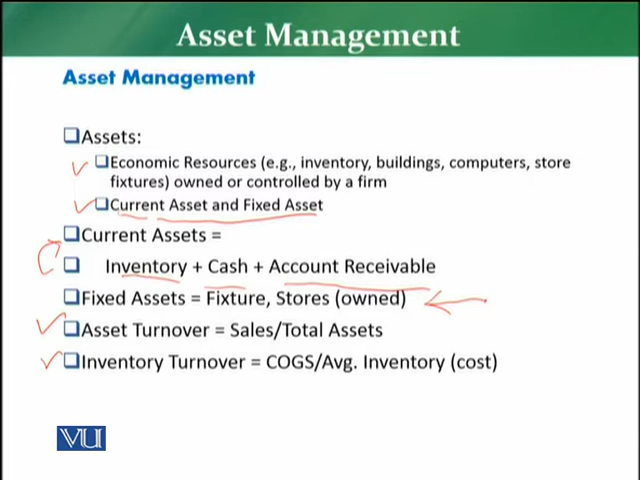 Asset Management
Asset Management
Assets:
Economic Resources (e.g., inventory, buildings, computers, store
fixtures) owned or controlled by a firm
Current Asset and Fixed Asset
Current Assets =
Inventory + Cash + Account Receivable
Fixed Assets = Fixture, Stores (owned)
Asset Turnover = Sales/Total Assets
Inventory Turnover = COGS/Avg. Inventory (cost)
VU